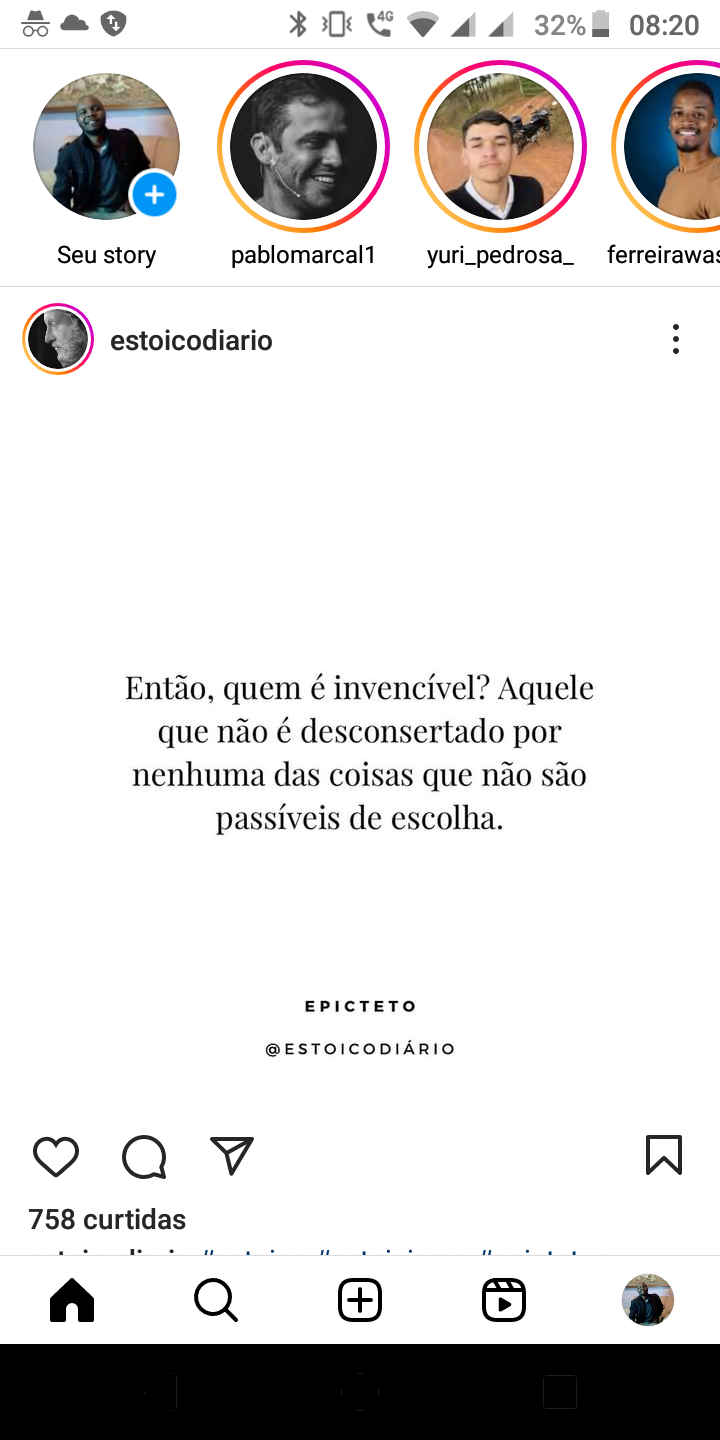 4G
32%
08:20
Seu story
pablomarcal1
yuri_pedrosa_
ferreirawas
estoicodiario
Então, quem é invencível? Aquele
que não é desconsertado por
nenhuma das coisas que não são
passíveis de escolha.
EPICTETO
@ESTOICODIÁRIO
758 curtidas